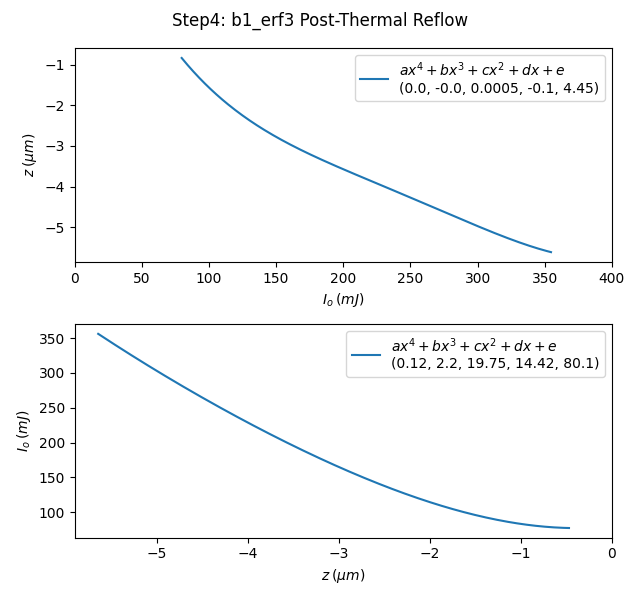 Step4: b1_erf3 Post-Thermal Reflow
ax⁴ + bx³ + cx² + dx + e
(0.0, -0.0, 0.0005, -0.1, 4.45)
−1
−2
−3
−4
−5
z (μm)
0 50 100 150 200 250 300 350 400
I₀ (mJ)
ax⁴ + bx³ + cx² + dx + e
(0.12, 2.2, 19.75, 14.42, 80.1)
350
300
250
200
150
100
I₀ (mJ)
−5 −4 −3 −2 −1 0
z (μm)